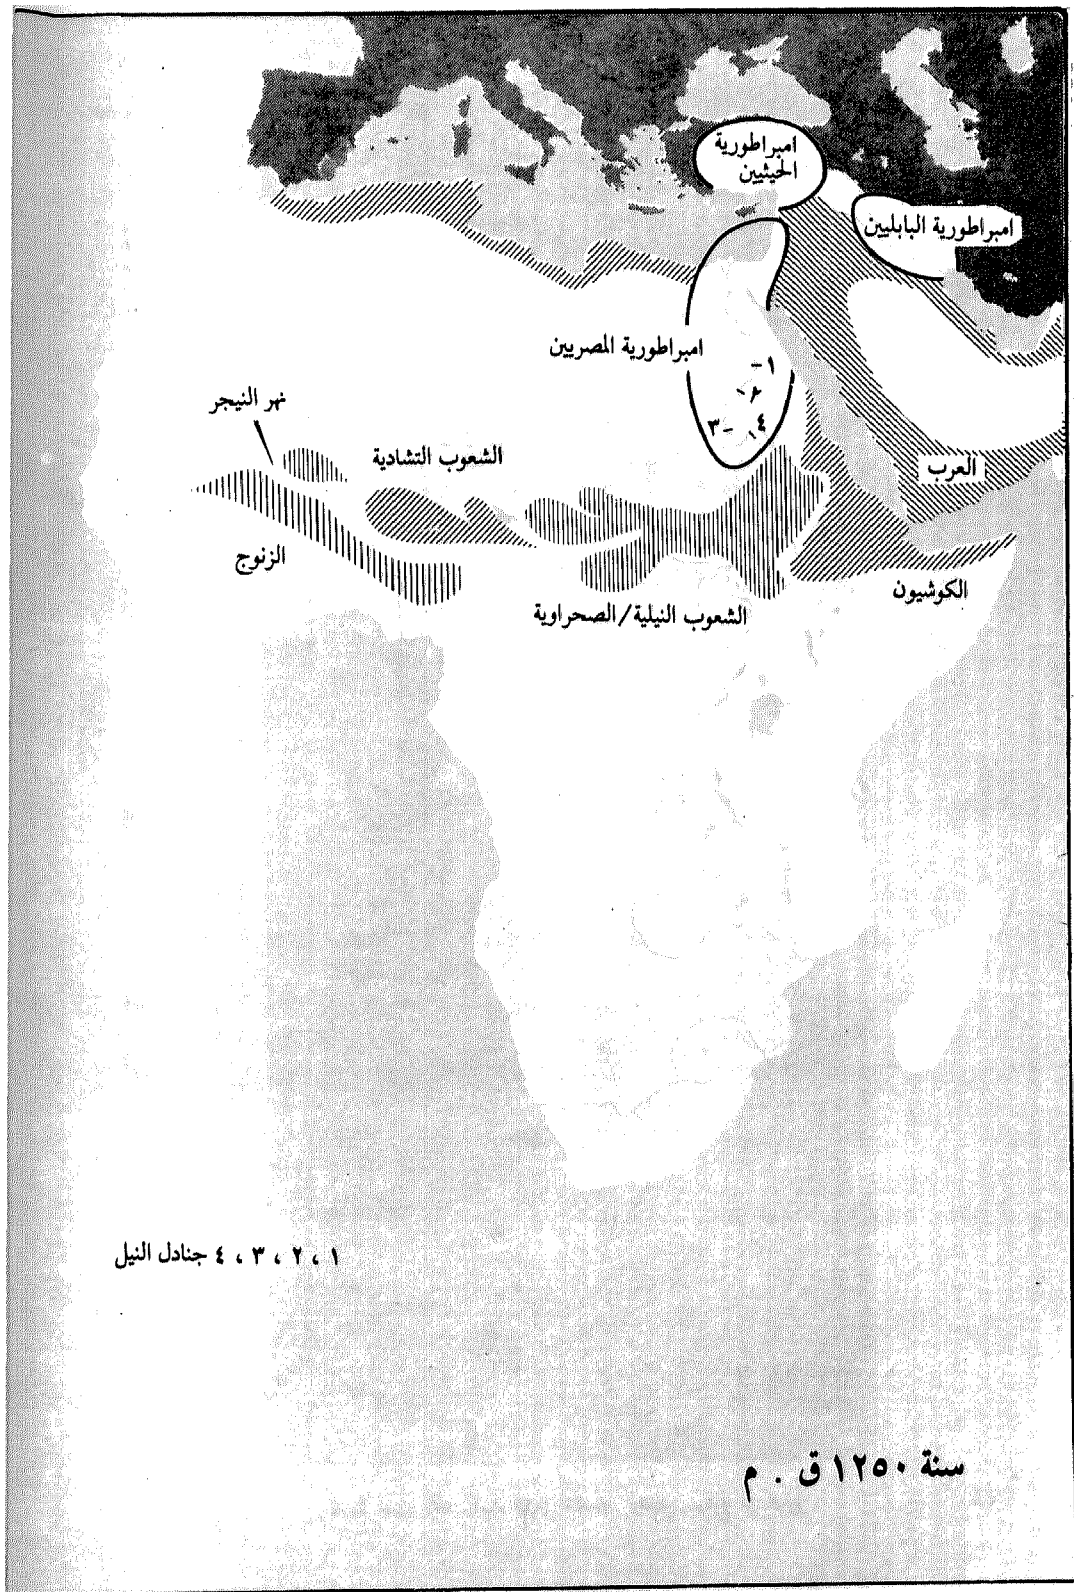 امبراطورية
الحيثيين
امبراطورية البابليين
امبراطورية المصريين
١ -
٢
٣ -
٤
نهر النيجر
الشعوب التشادية
العرب
الزنوج
الكوشيون
الشعوب النيلية/الصحراوية
١ ، ٢ ، ٣ ، ٤ جنادل النيل
سنة ١٢٥٠ ق . م